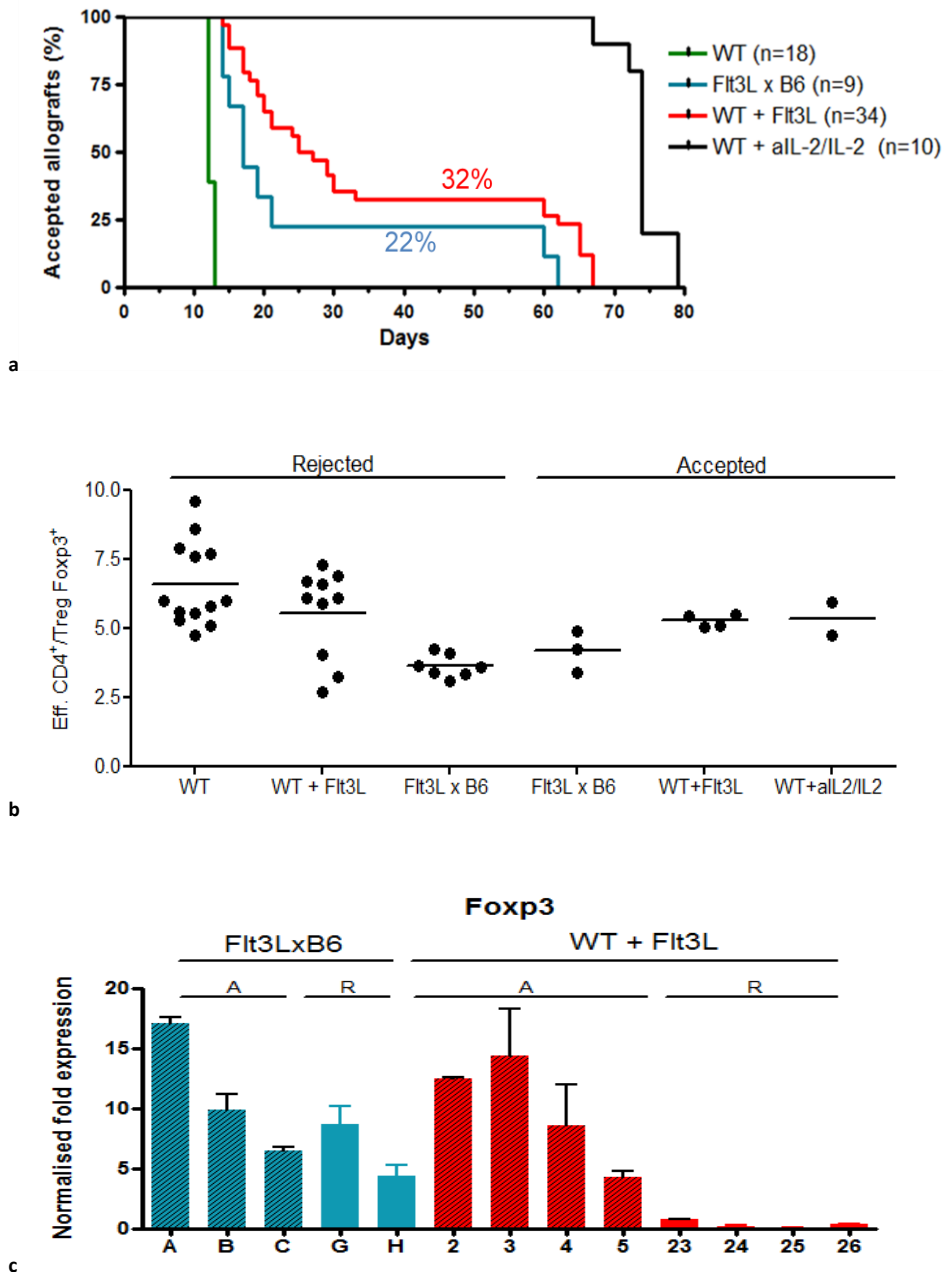 Accepted allografts (%)
100
75
50
25
0
32%
22%
0 10 20 30 40 50 60 70 80
Days
WT (n=18)
Flt3L x B6 (n=9)
WT + Flt3L (n=34)
WT + aIL-2/IL-2 (n=10)
a
Rejected Accepted
Eff. CD4+/Treg Foxp3+
10.0
7.5
5.0
2.5
0.0
WT WT + Flt3L Flt3L x B6 Flt3L x B6 WT+Flt3L WT+aIL2/IL2
b
Foxp3
Flt3LxB6 WT + Flt3L
A R A R
Normalised fold expression
20
15
10
5
0
A B C G H 2 3 4 5 23 24 25 26
c